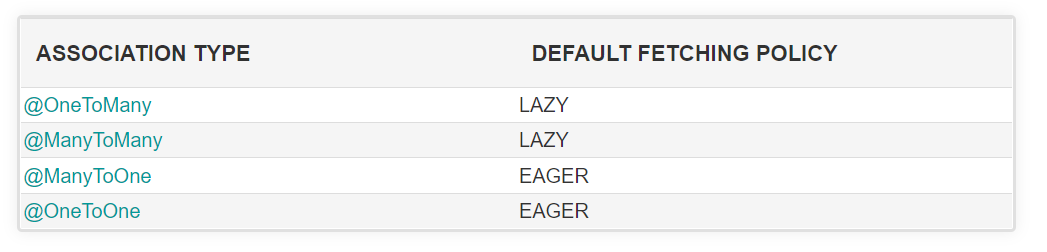 ASSOCIATION TYPE DEFAULT FETCHING POLICY
@OneToMany LAZY
@ManyToMany LAZY
@ManyToOne EAGER
@OneToOne EAGER